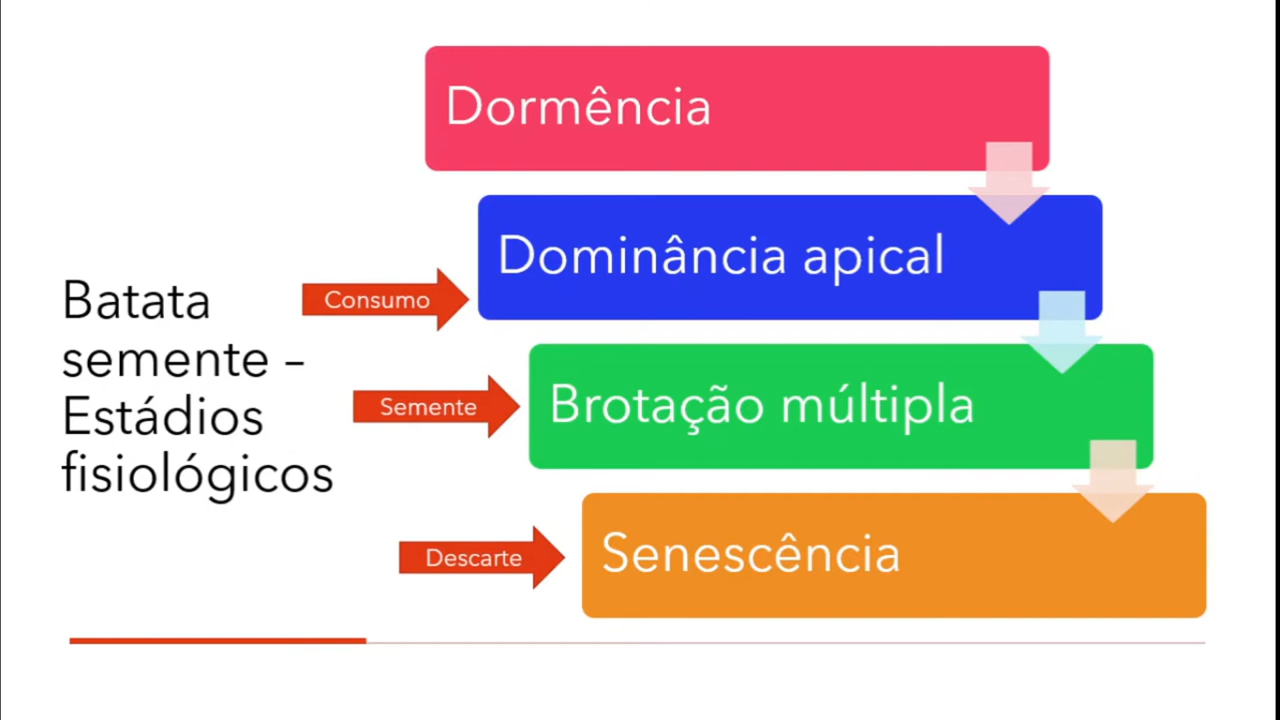 Dormência
Dominância apical
Batata
semente –
Estádios
fisiológicos
Consumo
Semente
Brotação múltipla
Descarte
Senescência